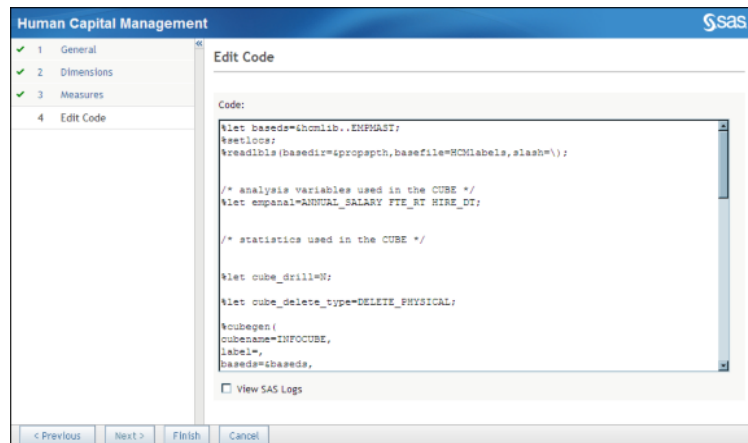 Human Capital Management
sas
1 General
2 Dimensions
3 Measures
4 Edit Code
Edit Code
Code:
%let baseds=&hcmlib..EMPMAST;
%setlocs;
%readlbls(basedir=&propspth,basefile=HCMlabels,slash=\);
/* analysis variables used in the CUBE */
%let empanal=ANNUAL_SALARY FTE_RT HIRE_DT;
/* statistics used in the CUBE */
%let cube_drill=N;
%let cube_delete_type=DELETE_PHYSICAL;
%cubegen(
cubename=INFOCUBE,
label=,
baseds=&baseds,
View SAS Logs
< Previous Next > Finish Cancel